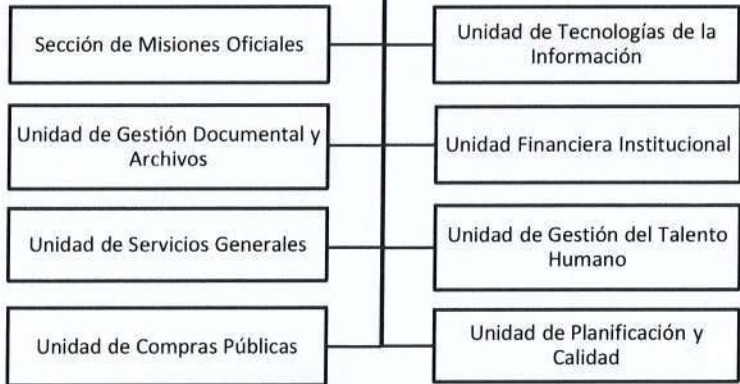 Sección de Misiones Oficiales
Unidad de Tecnologías de la
Información
Unidad de Gestión Documental y
Archivos
Unidad Financiera Institucional
Unidad de Servicios Generales
Unidad de Gestión del Talento
Humano
Unidad de Compras Públicas
Unidad de Planificación y
Calidad